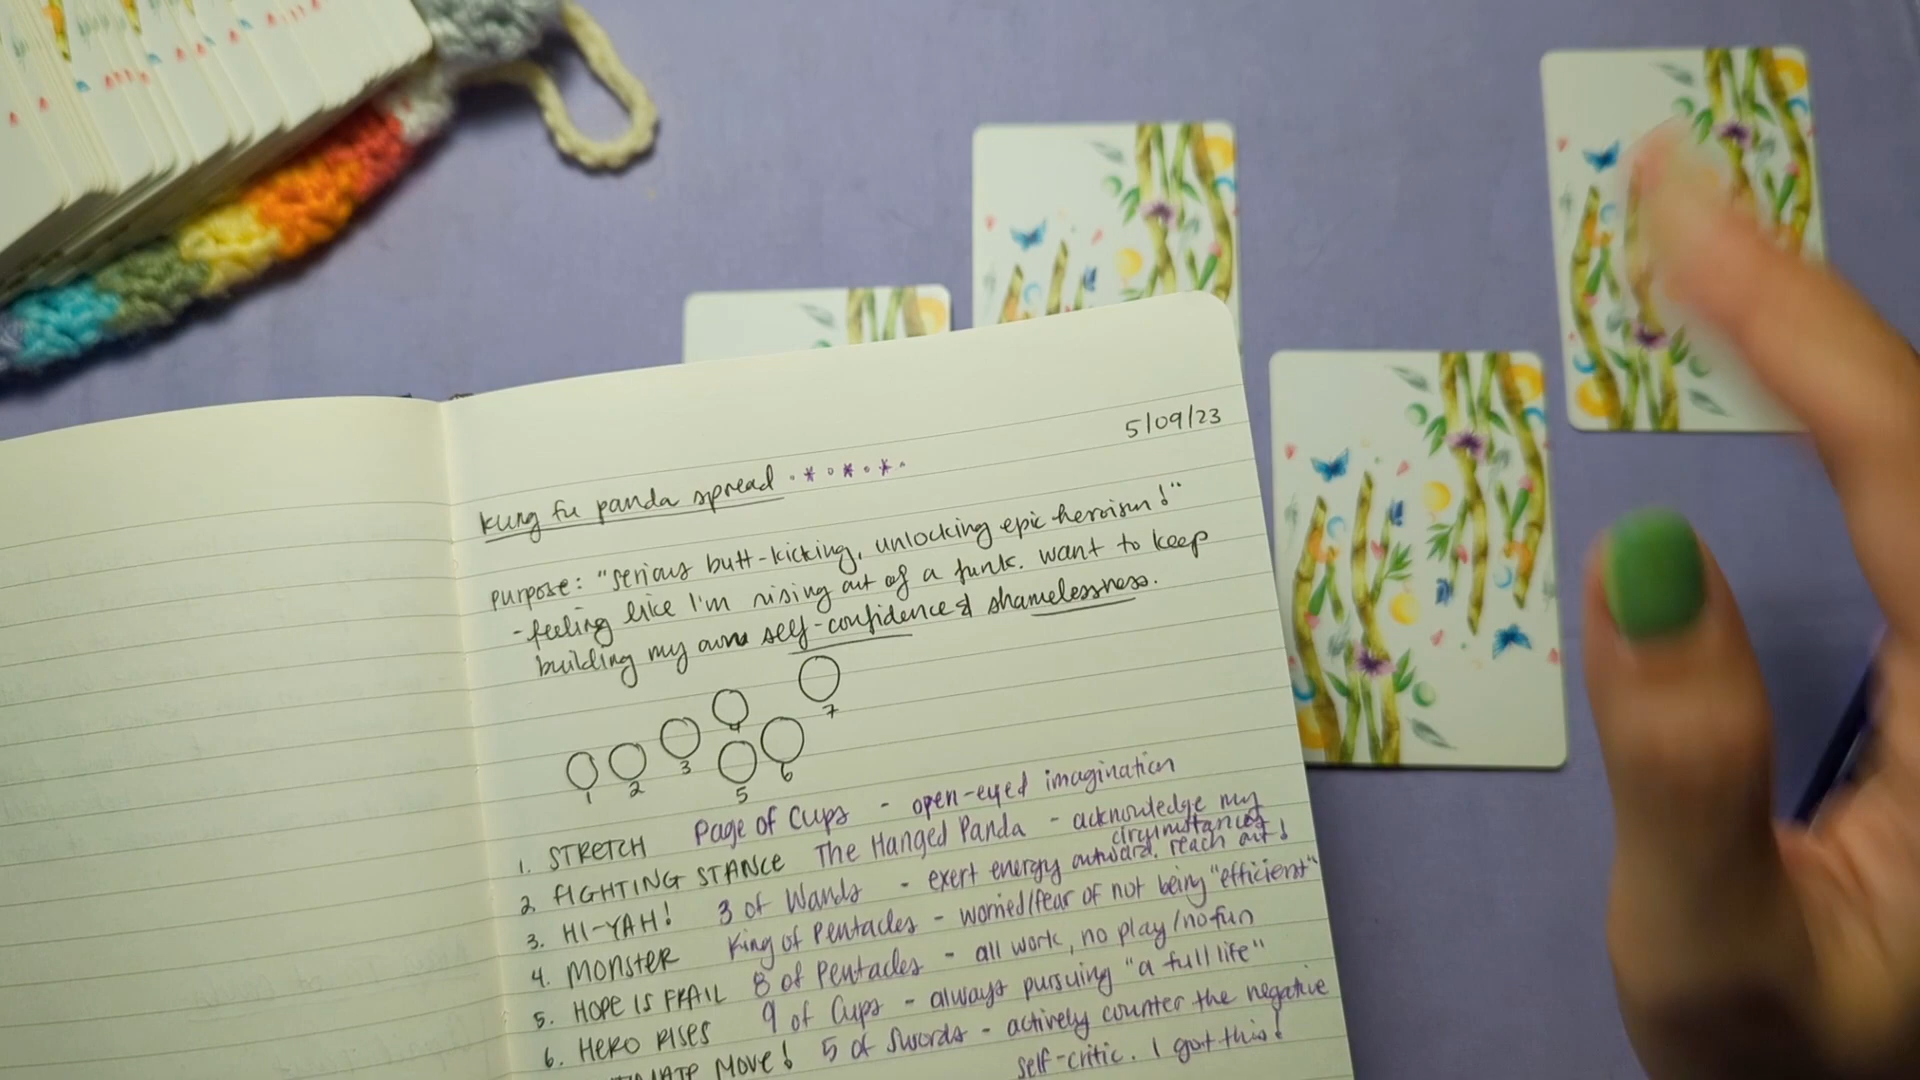 5/09/23
kung fu panda spread
purpose: "serious butt-kicking, unlocking epic heroism!"
- feeling like I'm rising out of a funk. want to keep
building my own self-confidence & shamelessness.
1 2 3 4 5 6 7
1. STRETCH Page of Cups - open-eyed imagination
2. FIGHTING STANCE The Hanged Panda - acknowledge my circumstances
3. HI-YAH! 3 of Wands - exert energy outward. reach out!
4. MONSTER King of Pentacles - worried/fear of not being "efficient"
5. HOPE IS FRAIL 8 of Pentacles - all work, no play/no fun
6. HERO RISES 9 of Cups - always pursuing "a full life"
MOVE! 5 of Swords - actively counter the negative
self-critic. I got this!